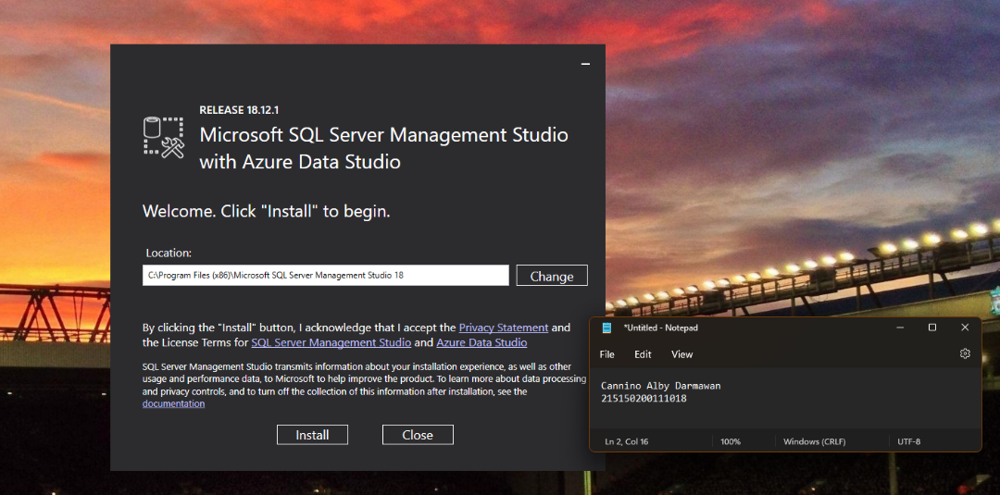 RELEASE 18.12.1
Microsoft SQL Server Management Studio
with Azure Data Studio
Welcome. Click "Install" to begin.
Location:
C:\Program Files (x86)\Microsoft SQL Server Management Studio 18
Change
By clicking the "Install" button, I acknowledge that I accept the Privacy Statement and
the License Terms for SQL Server Management Studio and Azure Data Studio
SQL Server Management Studio transmits information about your installation experience, as well as other
usage and performance data, to Microsoft to help improve the product. To learn more about data processing
and privacy controls, and to turn off the collection of this information after installation, see the
documentation
Install
Close
*Untitled - Notepad
File
Edit
View
Cannino Alby Darmawan
215150200111018
Ln 2, Col 16
100%
Windows (CRLF)
UTF-8